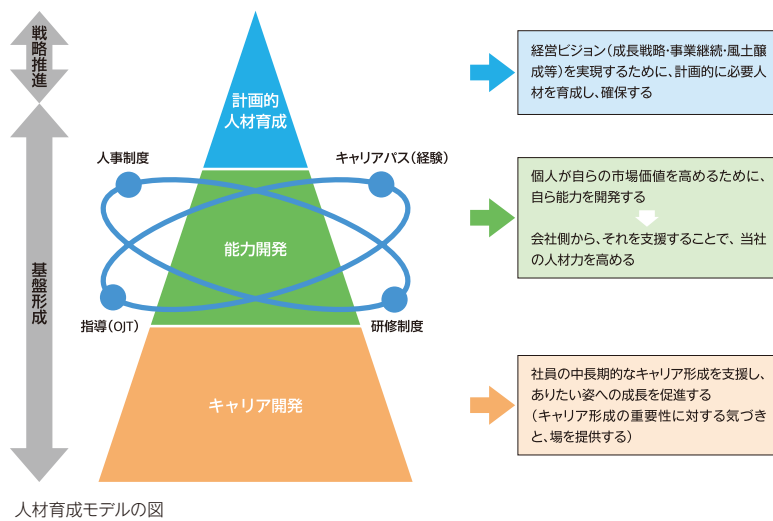 戦略推進
計画的
人材育成
経営ビジョン(成長戦略・事業継続・風土醸
成等)を実現するために、計画的に必要人
材を育成し、確保する
人事制度
キャリアパス(経験)
能力開発
指導(OJT)
研修制度
個人が自らの市場価値を高めるために、
自ら能力を開発する
会社側から、それを支援することで、当社
の人材力を高める
基盤形成
キャリア開発
社員の中長期的なキャリア形成を支援し、
ありたい姿への成長を促進する
(キャリア形成の重要性に対する気づき
と、場を提供する)
人材育成モデルの図